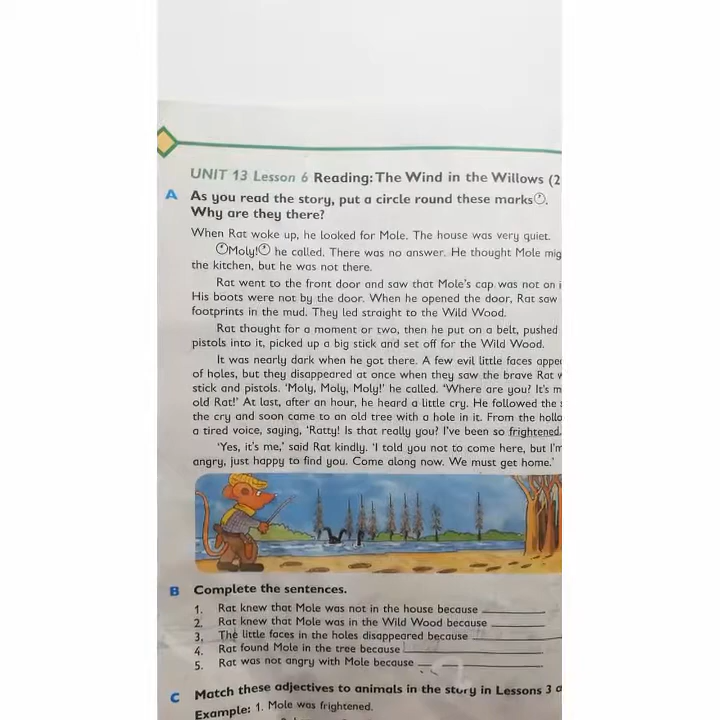 UNIT 13 Lesson 6 Reading: The Wind in the Willows (2
A As you read the story, put a circle round these marks ʻ.
Why are they there?
When Rat woke up, he looked for Mole. The house was very quiet.
ʻMoly!ʼ he called. There was no answer. He thought Mole mig
the kitchen, but he was not there.
Rat went to the front door and saw that Mole's cap was not on i
His boots were not by the door. When he opened the door, Rat saw
footprints in the mud. They led straight to the Wild Wood.
Rat thought for a moment or two, then he put on a belt, pushed
pistols into it, picked up a big stick and set off for the Wild Wood.
It was nearly dark when he got there. A few evil little faces appe
of holes, but they disappeared at once when they saw the brave Rat w
stick and pistols. 'Moly, Moly, Moly!' he called. 'Where are you? It's m
old Rat!' At last, after an hour, he heard a little cry. He followed the s
the cry and soon came to an old tree with a hole in it. From the hollo
a tired voice, saying, 'Ratty! Is that really you? I've been so frightened.
'Yes, it's me,' said Rat kindly. 'I told you not to come here, but I'm
angry, just happy to find you. Come along now. We must get home.'
B Complete the sentences.
1. Rat knew that Mole was not in the house because ________
2. Rat knew that Mole was in the Wild Wood because ________
3. The little faces in the holes disappeared because ________
4. Rat found Mole in the tree because ________
5. Rat was not angry with Mole because ________
C Match these adjectives to animals in the story in Lessons 3 a
Example: 1. Mole was frightened.